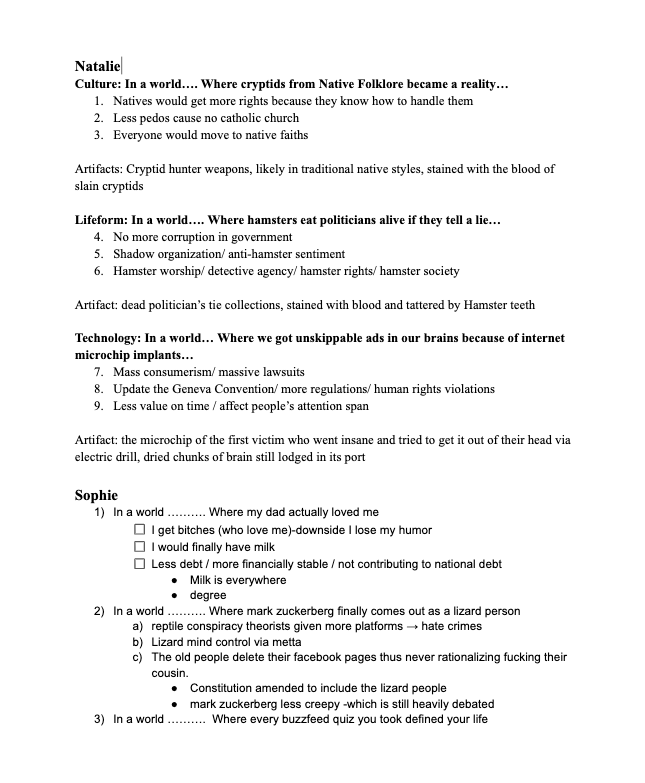 Natalie
Culture: In a world…. Where cryptids from Native Folklore became a reality…
1. Natives would get more rights because they know how to handle them
2. Less pedos cause no catholic church
3. Everyone would move to native faiths
Artifacts: Cryptid hunter weapons, likely in traditional native styles, stained with the blood of
slain cryptids
Lifeform: In a world…. Where hamsters eat politicians alive if they tell a lie…
4. No more corruption in government
5. Shadow organization/ anti-hamster sentiment
6. Hamster worship/ detective agency/ hamster rights/ hamster society
Artifact: dead politician's tie collections, stained with blood and tattered by Hamster teeth
Technology: In a world… Where we got unskippable ads in our brains because of internet
microchip implants…
7. Mass consumerism/ massive lawsuits
8. Update the Geneva Convention/ more regulations/ human rights violations
9. Less value on time / affect people's attention span
Artifact: the microchip of the first victim who went insane and tried to get it out of their head via
electric drill, dried chunks of brain still lodged in its port
Sophie
1) In a world ………. Where my dad actually loved me
☐ I get bitches (who love me)-downside I lose my humor
☐ I would finally have milk
☐ Less debt / more financially stable / not contributing to national debt
● Milk is everywhere
● degree
2) In a world ………. Where mark zuckerberg finally comes out as a lizard person
a) reptile conspiracy theorists given more platforms → hate crimes
b) Lizard mind control via metta
c) The old people delete their facebook pages thus never rationalizing fucking their
cousin.
● Constitution amended to include the lizard people
● mark zuckerberg less creepy -which is still heavily debated
3) In a world ………. Where every buzzfeed quiz you took defined your life